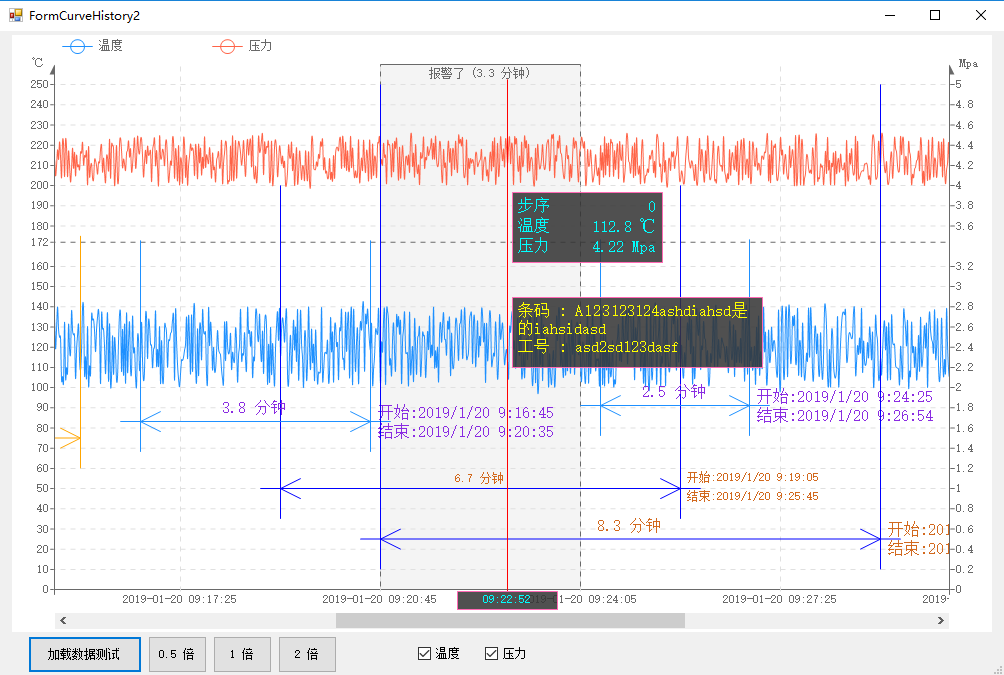 FormCurveHistory2
温度
压力
℃
Mpa
报警了 (3.3 分钟)
250
240
230
220
210
200
190
180
172
160
150
140
130
120
110
100
90
80
70
60
50
40
30
20
10
0
5
4.8
4.6
4.4
4.2
4
3.8
3.6
3.2
3
2.8
2.6
2.4
2.2
2
1.8
1.6
1.4
1.2
1
0.8
0.6
0.4
0.2
0
步序 0
温度 112.8 ℃
压力 4.22 Mpa
条码 : A123123124ashdiahsd是
的iahsidasd
工号 : asd2sd123dasf
3.8 分钟
开始:2019/1/20 9:16:45
结束:2019/1/20 9:20:35
2.5 分钟
开始:2019/1/20 9:24:25
结束:2019/1/20 9:26:54
6.7 分钟
开始:2019/1/20 9:19:05
结束:2019/1/20 9:25:45
8.3 分钟
开始:201
结束:201
2019-01-20 09:17:25
2019-01-20 09:20:45
09:22:52
1-20 09:24:05
2019-01-20 09:27:25
2019-
加载数据测试
0.5 倍
1 倍
2 倍
温度
压力